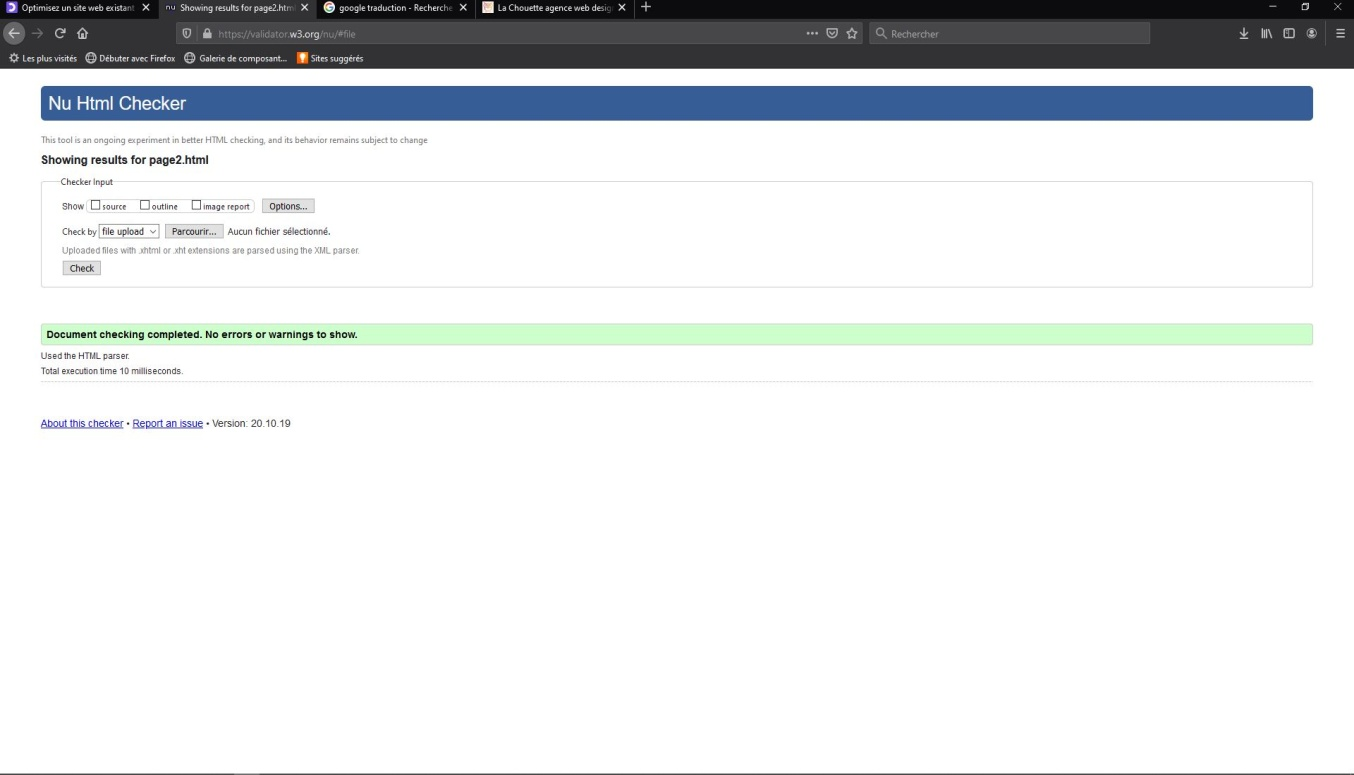 Optimisez un site web existant
nu Showing results for page2.html
google traduction - Recherche
La Chouette agence web design
https://validator.w3.org/nu/#file
Rechercher
Les plus visités Débuter avec Firefox Galerie de composant... Sites suggérés
Nu Html Checker
This tool is an ongoing experiment in better HTML checking, and its behavior remains subject to change
Showing results for page2.html
Checker Input
Show source outline image report Options...
Check by file upload Parcourir... Aucun fichier sélectionné.
Uploaded files with .xhtml or .xht extensions are parsed using the XML parser.
Check
Document checking completed. No errors or warnings to show.
Used the HTML parser.
Total execution time 10 milliseconds.
About this checker • Report an issue • Version: 20.10.19